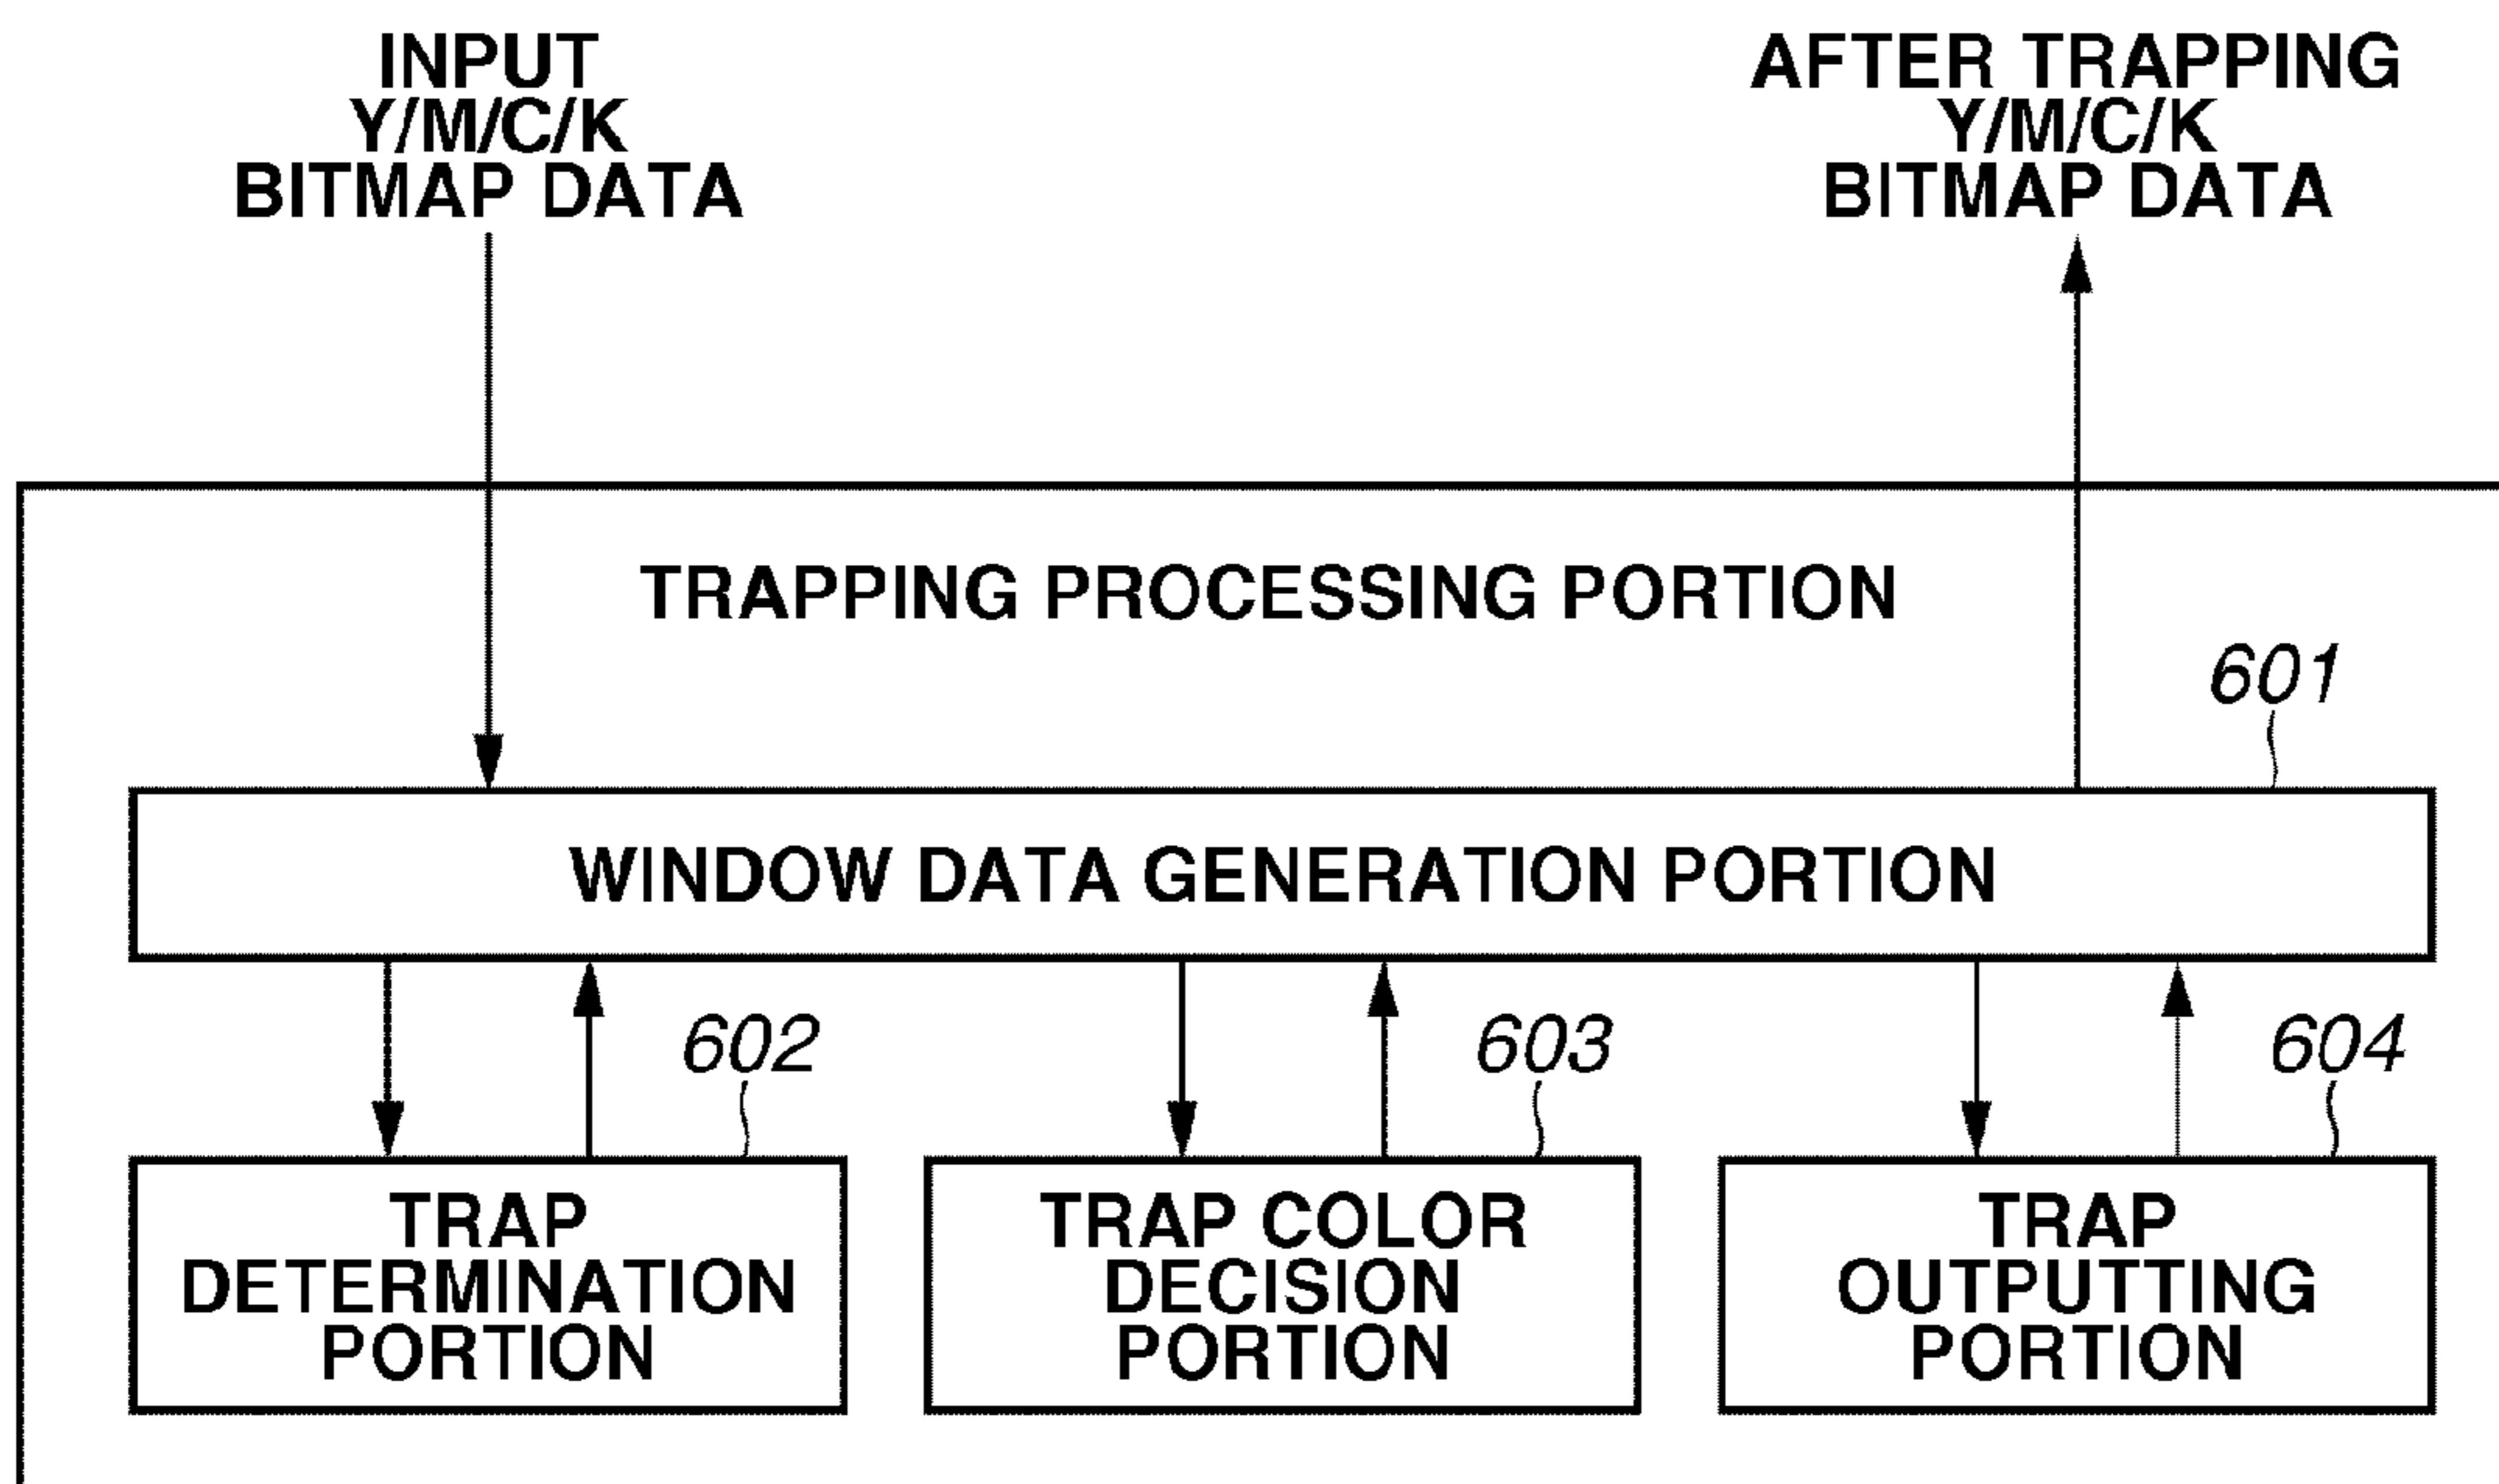 INPUT
Y/M/C/K
BITMAP DATA
AFTER TRAPPING
Y/M/C/K
BITMAP DATA
TRAPPING PROCESSING PORTION
601
WINDOW DATA GENERATION PORTION
602
603
604
TRAP
DETERMINATION
PORTION
TRAP COLOR
DECISION
PORTION
TRAP
OUTPUTTING
PORTION